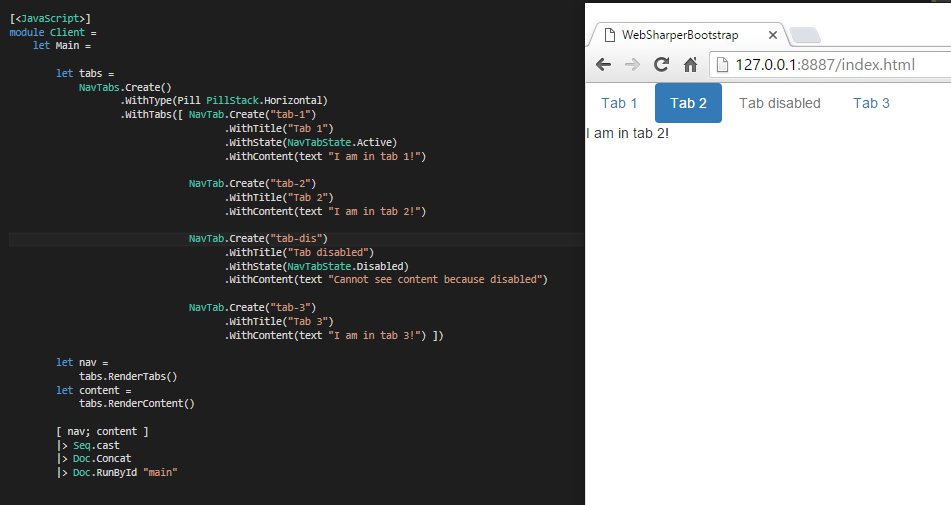 [<JavaScript>]
module Client =
    let Main =

        let tabs =
            NavTabs.Create()
                   .WithType(Pill PillStack.Horizontal)
                   .WithTabs([ NavTab.Create("tab-1")
                                     .WithTitle("Tab 1")
                                     .WithState(NavTabState.Active)
                                     .WithContent(text "I am in tab 1!")

                               NavTab.Create("tab-2")
                                     .WithTitle("Tab 2")
                                     .WithContent(text "I am in tab 2!")

                               NavTab.Create("tab-dis")
                                     .WithTitle("Tab disabled")
                                     .WithState(NavTabState.Disabled)
                                     .WithContent(text "Cannot see content because disabled")

                               NavTab.Create("tab-3")
                                     .WithTitle("Tab 3")
                                     .WithContent(text "I am in tab 3!") ])

        let nav =
            tabs.RenderTabs()
        let content =
            tabs.RenderContent()

        [ nav; content ]
        |> Seq.cast
        |> Doc.Concat
        |> Doc.RunById "main"
WebSharperBootstrap
127.0.0.1:8887/index.html
Tab 1 Tab 2 Tab disabled Tab 3
I am in tab 2!